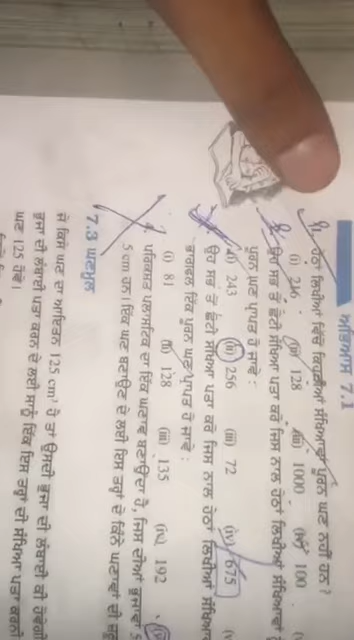 ਅਭਿਆਸ 7.1
Q1. ਹੇਠਾਂ ਲਿਖੀਆਂ ਵਿੱਚੋਂ ਕਿਹੜੀਆਂ ਸੰਖਿਆਵਾਂ ਪੂਰਨ ਘਣ ਨਹੀਂ ਹਨ ?
(i) 216 (ii) 128 (iii) 1000 (iv) 100
ਉਹ ਸਭ ਤੋਂ ਛੋਟੀ ਸੰਖਿਆ ਪਤਾ ਕਰੋ ਜਿਸ ਨਾਲ ਹੇਠਾਂ ਲਿਖੀਆਂ ਸੰਖਿਆਵਾਂ ਨੂੰ
ਪੂਰਨ ਘਣ ਪ੍ਰਾਪਤ ਹੋ ਜਾਵੇ :
(i) 243 (ii) 256 (iii) 72 (iv) 675
ਉਹ ਸਭ ਤੋਂ ਛੋਟੀ ਸੰਖਿਆ ਪਤਾ ਕਰੋ ਜਿਸ ਨਾਲ ਹੇਠਾਂ ਲਿਖੀਆਂ ਸੰਖਿਆਵਾਂ
ਭਾਗਫਲ ਇੱਕ ਪੂਰਨ ਘਣ ਪ੍ਰਾਪਤ ਹੋ ਜਾਵੇ :
(i) 81 (ii) 128 (iii) 135 (iv) 192
ਪਰਿਕਸ਼ਿਤ ਪਲਾਸਟਿਕ ਦਾ ਇੱਕ ਘਣਾਵ ਬਣਾਉਂਦਾ ਹੈ, ਜਿਸ ਦੀਆਂ ਭੁਜਾਵਾਂ 5
5 cm ਹਨ। ਇੱਕ ਘਣ ਬਣਾਉਣ ਦੇ ਲਈ ਇਸ ਤਰ੍ਹਾਂ ਦੇ ਕਿੰਨੇ ਘਣਾਵਾਂ ਦੀ
7.3 ਘਣਮੂਲ
ਜੇ ਕਿਸੇ ਘਣ ਦਾ ਆਇਤਨ 125 cm³ ਹੈ ਤਾਂ ਉਸਦੀ ਭੁਜਾ ਦੀ ਲੰਬਾਈ ਕੀ ਹੋਵੇਗੀ
ਭੁਜਾ ਦੀ ਲੰਬਾਈ ਪਤਾ ਕਰਨ ਦੇ ਲਈ ਸਾਨੂੰ ਇੱਕ ਇਸ ਤਰ੍ਹਾਂ ਦੀ ਸੰਖਿਆ ਪਤਾ ਕਰਨੀ
ਘਣ 125 ਹੋਵੇ।